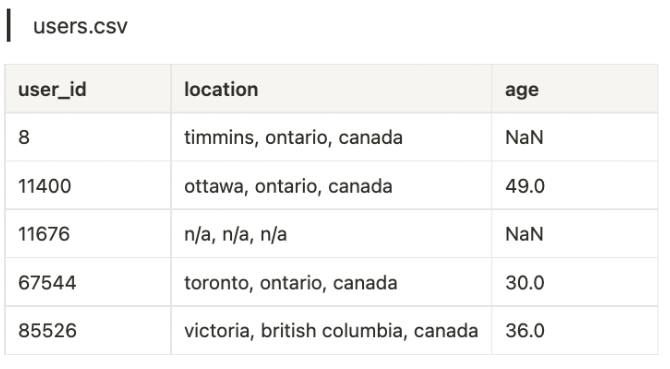 users.csv
user_id location age
8 timmins, ontario, canada NaN
11400 ottawa, ontario, canada 49.0
11676 n/a, n/a, n/a NaN
67544 toronto, ontario, canada 30.0
85526 victoria, british columbia, canada 36.0